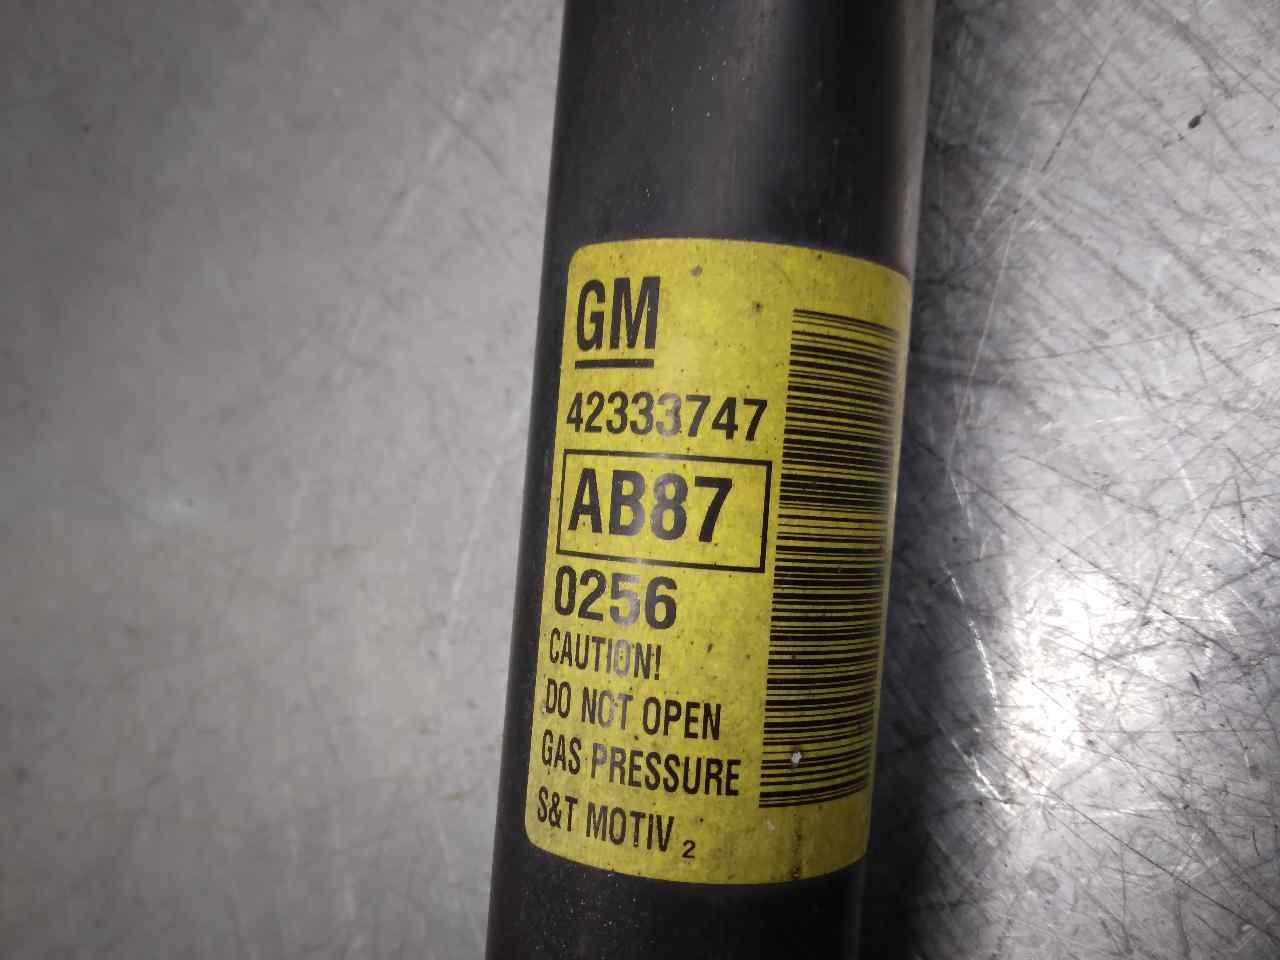 GM
42333747
AB87
0256
CAUTION!
DO NOT OPEN
GAS PRESSURE
S&T MOTIV 2